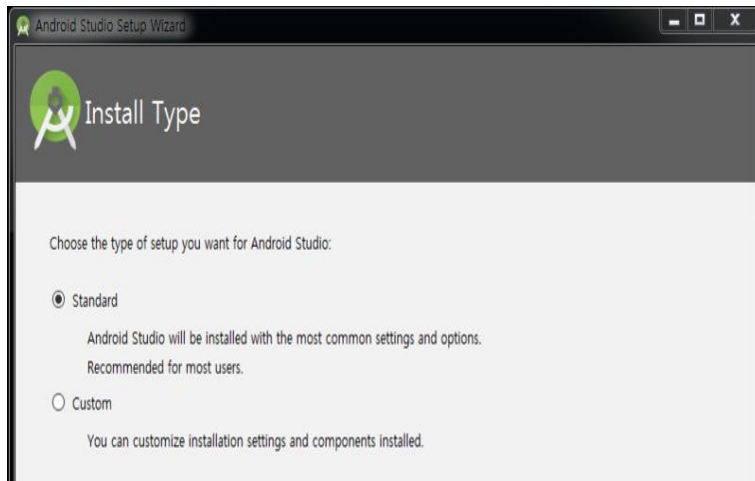 Android Studio Setup Wizard
Install Type
Choose the type of setup you want for Android Studio:
Standard
Android Studio will be installed with the most common settings and options.
Recommended for most users.
Custom
You can customize installation settings and components installed.